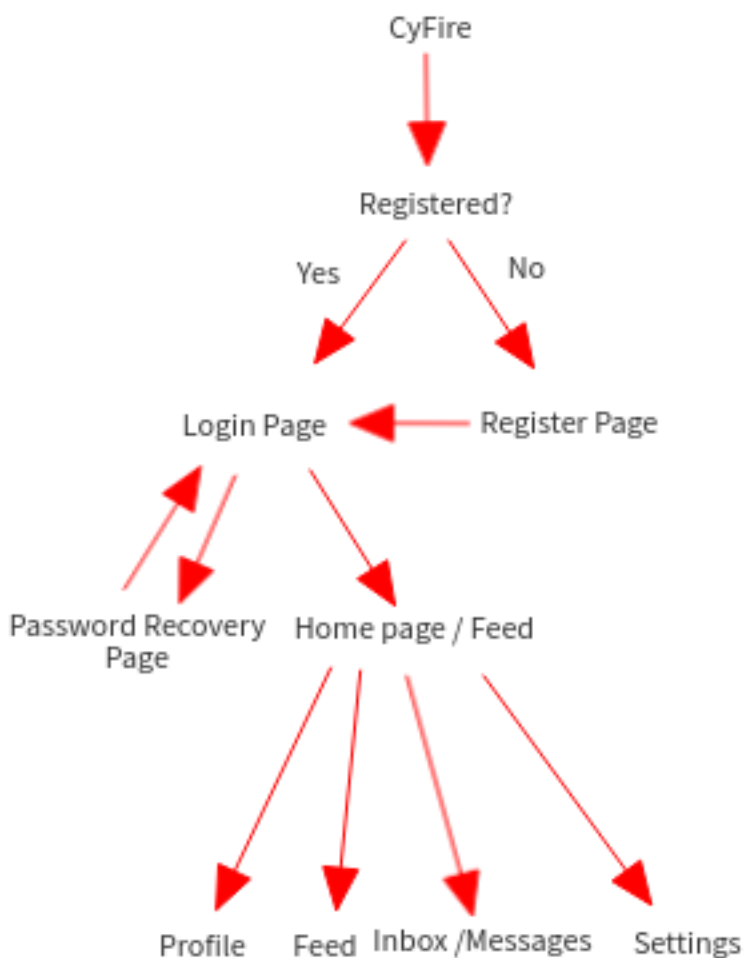 CyFire
Registered?
Yes
No
Login Page
Register Page
Password Recovery
Page
Home page / Feed
Profile
Feed
Inbox /Messages
Settings